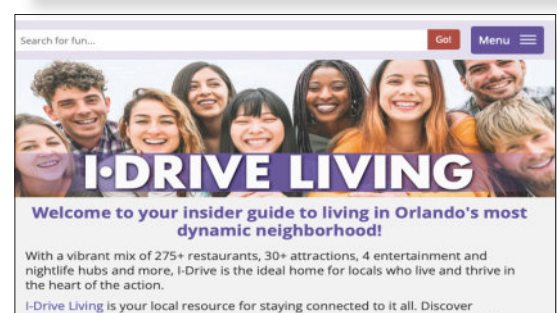 Search for fun...
Go!
Menu
I•DRIVE LIVING
Welcome to your insider guide to living in Orlando's most
dynamic neighborhood!
With a vibrant mix of 275+ restaurants, 30+ attractions, 4 entertainment and
nightlife hubs and more, I-Drive is the ideal home for locals who live and thrive in
the heart of the action.
I-Drive Living is your local resource for staying connected to it all. Discover